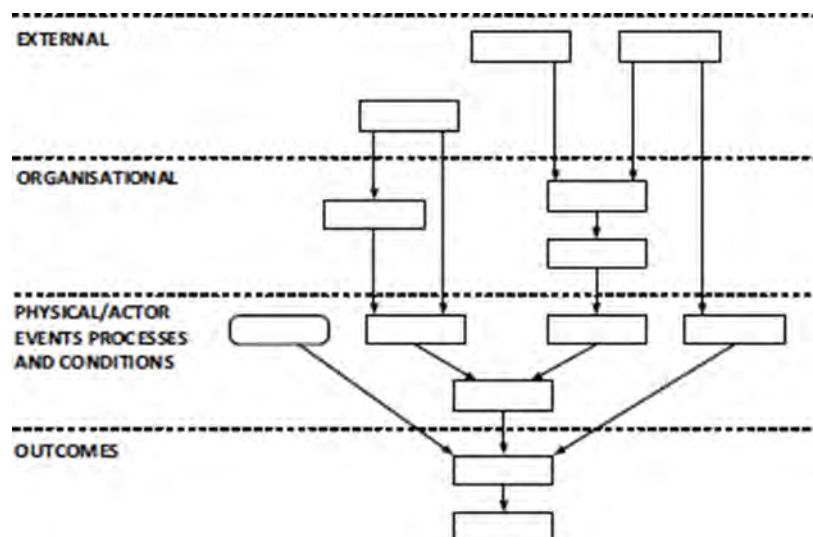 EXTERNAL
ORGANISATIONAL
PHYSICAL/ACTOR
EVENTS PROCESSES
AND CONDITIONS
OUTCOMES